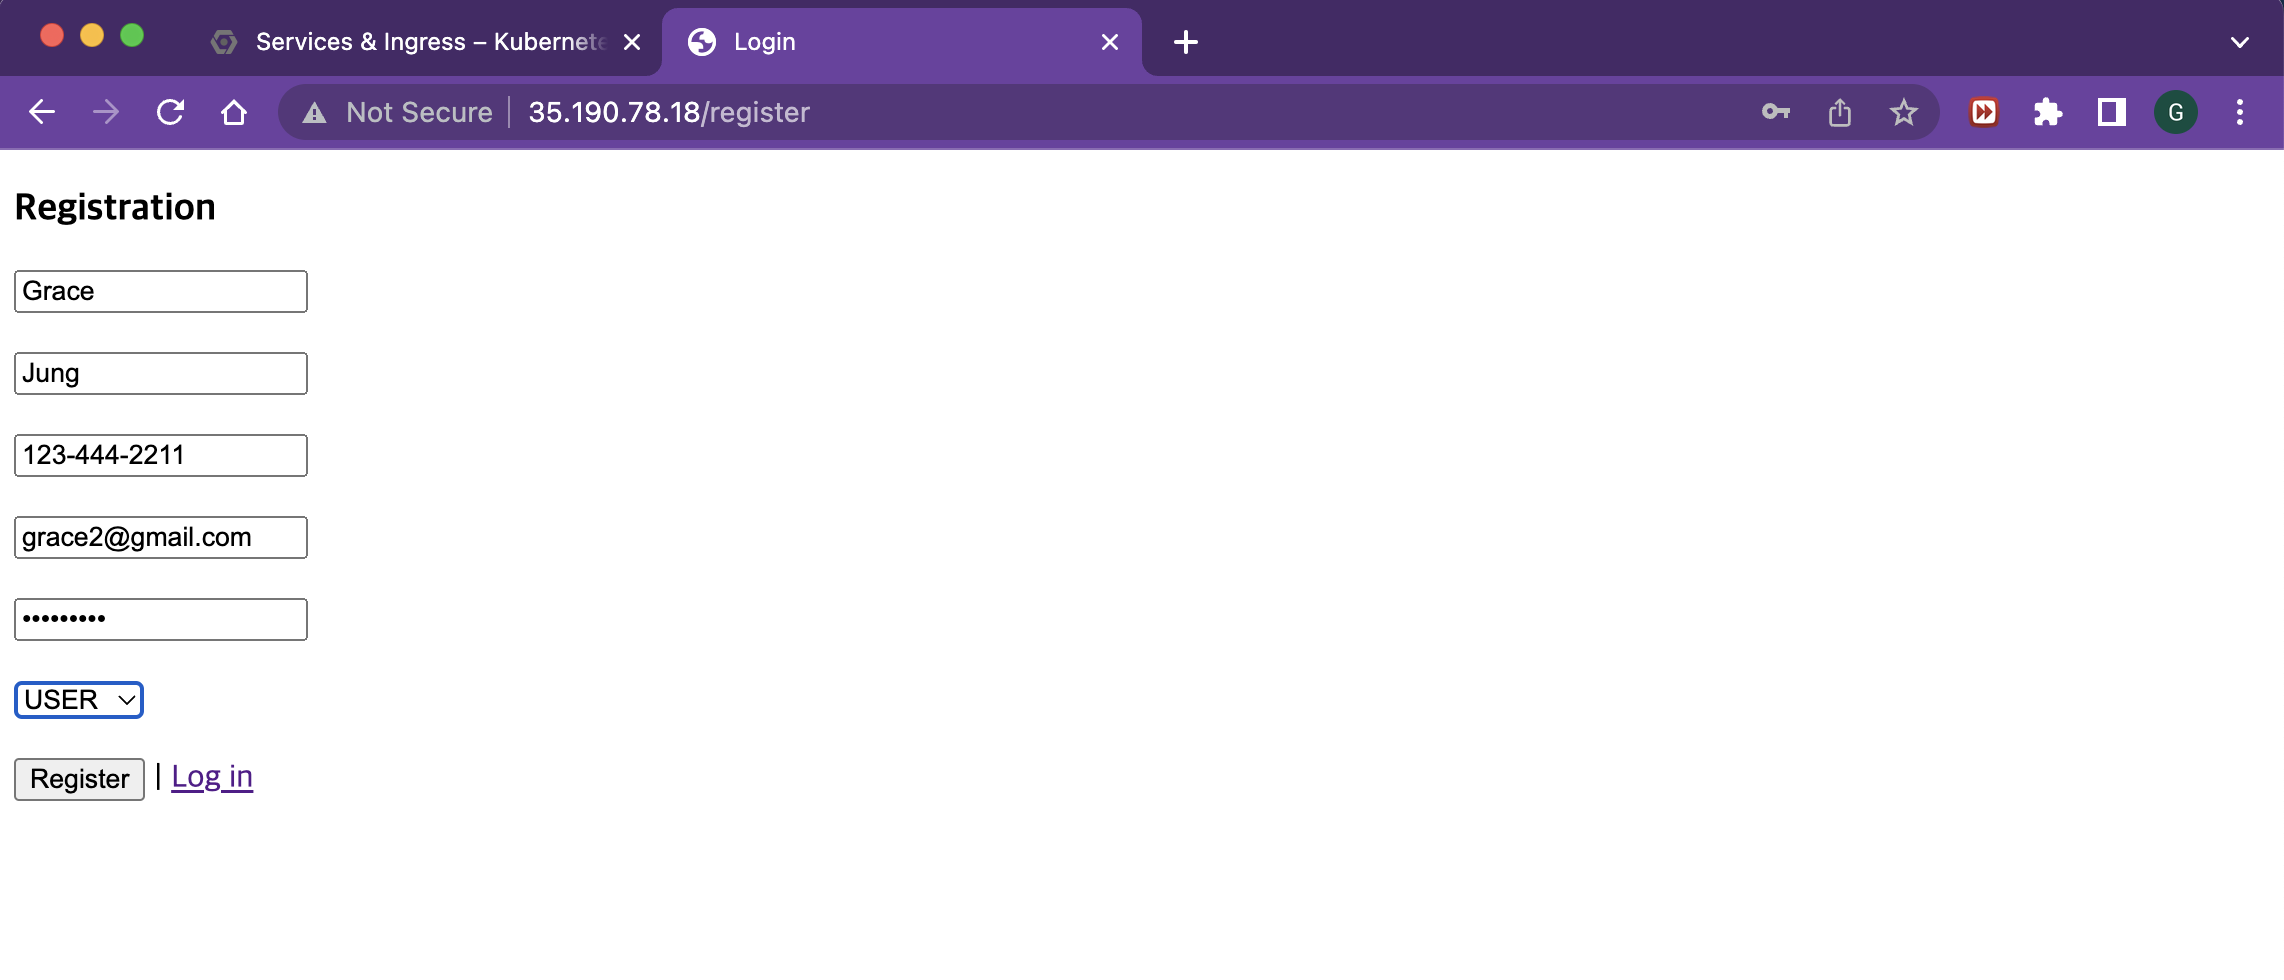 Services & Ingress – Kubernete
Login
Not Secure
35.190.78.18/register
G
Registration
Grace
Jung
123-444-2211
grace2@gmail.com
•••••••••
USER
Register | Log in